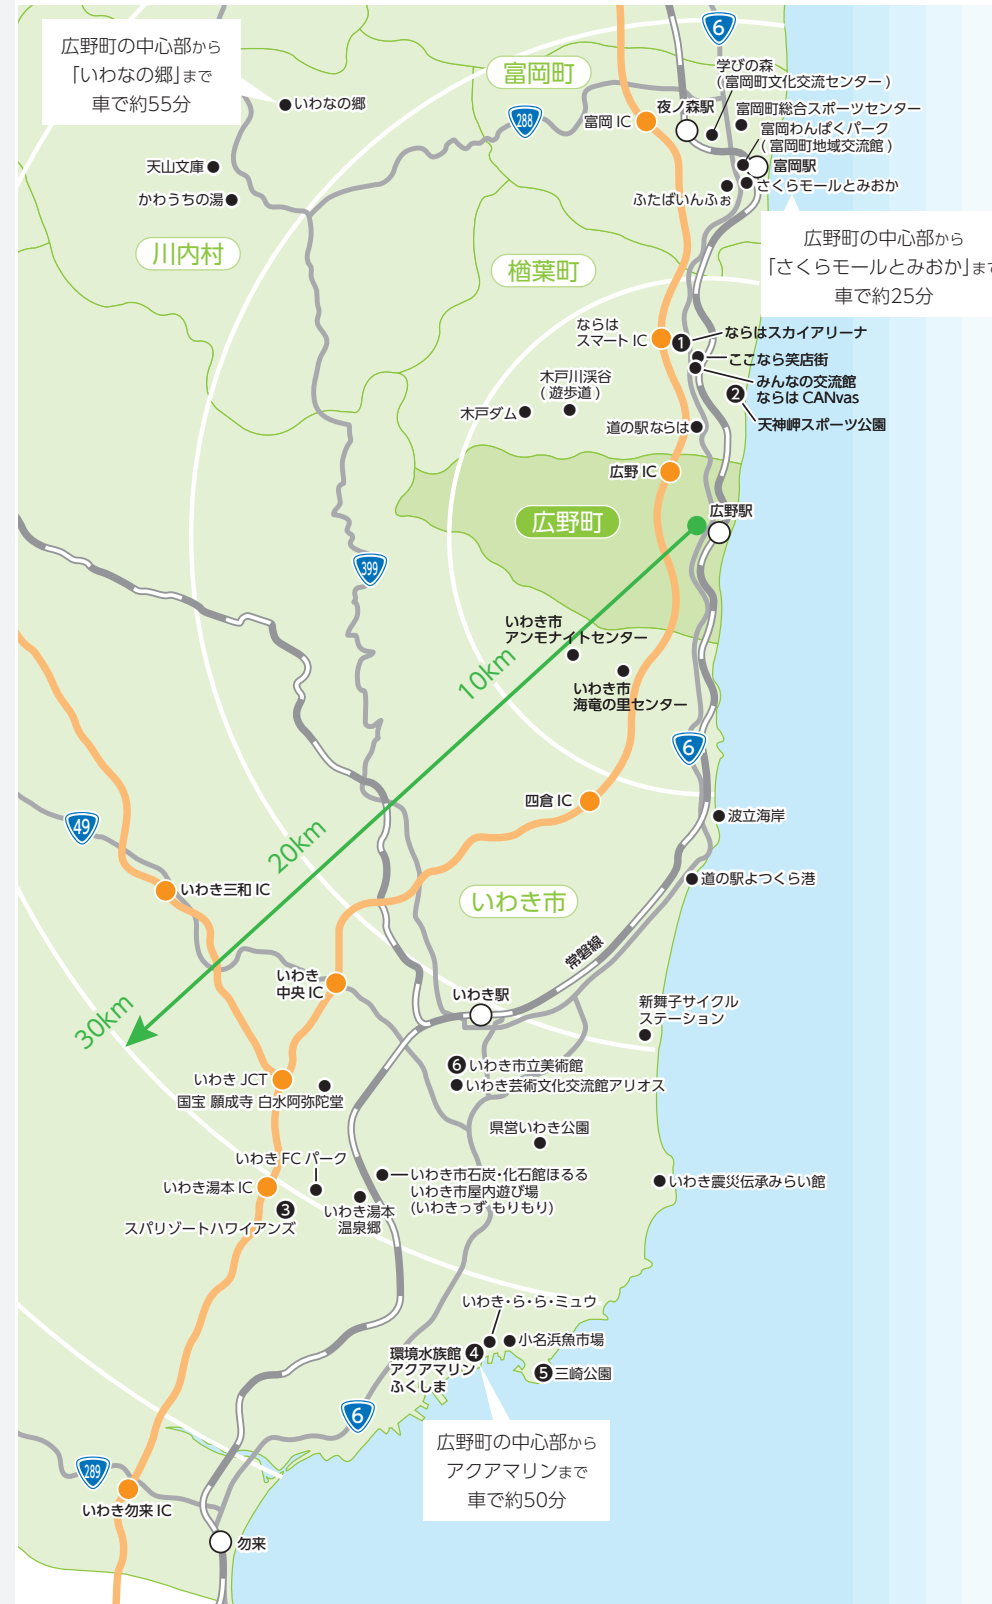 広野町の中心部から
「いわなの郷」まで
車で約55分
6
富岡町
学びの森
(富岡町文化交流センター)
いわなの郷
288
富岡 IC
夜ノ森駅
富岡町総合スポーツセンター
富岡わんぱくパーク
(富岡町地域交流館)
天山文庫
富岡駅
かわうちの湯
ふたばいんふぉ
さくらモールとみおか
川内村
楢葉町
広野町の中心部から
「さくらモールとみおか」まで
車で約25分
ならは
スマート IC
1
ならはスカイアリーナ
ここなら笑店街
みんなの交流館
ならは CANvas
木戸川渓谷
(遊歩道)
2
木戸ダム
道の駅ならは
天神岬スポーツ公園
広野 IC
広野町
広野駅
399
いわき市
アンモナイトセンター
10km
いわき市
海竜の里センター
6
四倉 IC
波立海岸
49
20km
道の駅よつくら港
いわき三和 IC
いわき市
常磐線
いわき
中央 IC
いわき駅
新舞子サイクル
ステーション
30km
6 いわき市立美術館
いわき JCT
いわき芸術文化交流館アリオス
国宝 願成寺 白水阿弥陀堂
県営いわき公園
いわき FC パーク
いわき市石炭・化石館ほるる
いわき市屋内遊び場
(いわきっず もりもり)
いわき湯本 IC
いわき震災伝承みらい館
3
スパリゾートハワイアンズ
いわき湯本
温泉郷
いわき・ら・ら・ミュウ
小名浜魚市場
環境水族館
アクアマリン
ふくしま
4
5 三崎公園
6
広野町の中心部から
アクアマリンまで
車で約50分
289
いわき勿来 IC
勿来